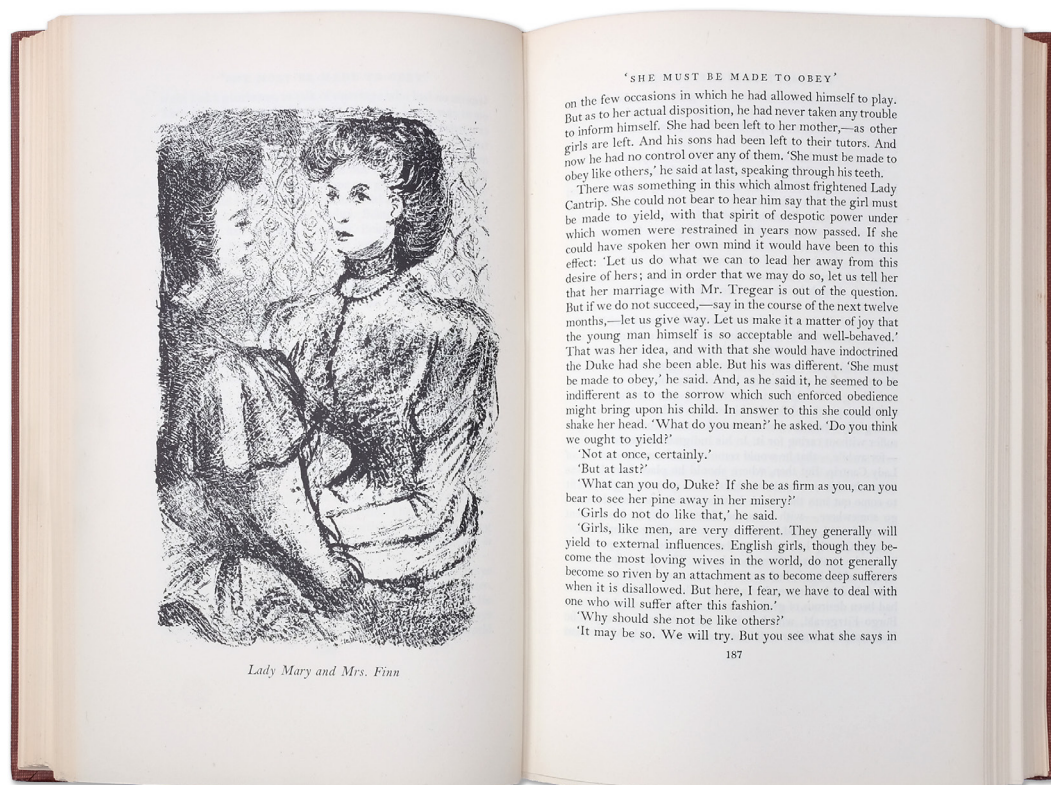 Lady Mary and Mrs. Finn
'SHE MUST BE MADE TO OBEY'
on the few occasions in which he had allowed himself to play.
But as to her actual disposition, he had never taken any trouble
to inform himself. She had been left to her mother,—as other
girls are left. And his sons had been left to their tutors. And
now he had no control over any of them. 'She must be made to
obey like others,' he said at last, speaking through his teeth.
There was something in this which almost frightened Lady
Cantrip. She could not bear to hear him say that the girl must
be made to yield, with that spirit of despotic power under
which women were restrained in years now passed. If she
could have spoken her own mind it would have been to this
effect: 'Let us do what we can to lead her away from this
desire of hers; and in order that we may do so, let us tell her
that her marriage with Mr. Tregear is out of the question.
But if we do not succeed,—say in the course of the next twelve
months,—let us give way. Let us make it a matter of joy that
the young man himself is so acceptable and well-behaved.'
That was her idea, and with that she would have indoctrined
the Duke had she been able. But his was different. 'She must
be made to obey,' he said. And, as he said it, he seemed to be
indifferent as to the sorrow which such enforced obedience
might bring upon his child. In answer to this she could only
shake her head. 'What do you mean?' he asked. 'Do you think
we ought to yield?'
'Not at once, certainly.'
'But at last?'
'What can you do, Duke? If she be as firm as you, can you
bear to see her pine away in her misery?'
'Girls do not do like that,' he said.
'Girls, like men, are very different. They generally will
yield to external influences. English girls, though they be-
come the most loving wives in the world, do not generally
become so riven by an attachment as to become deep sufferers
when it is disallowed. But here, I fear, we have to deal with
one who will suffer after this fashion.'
'Why should she not be like others?'
'It may be so. We will try. But you see what she says in
187